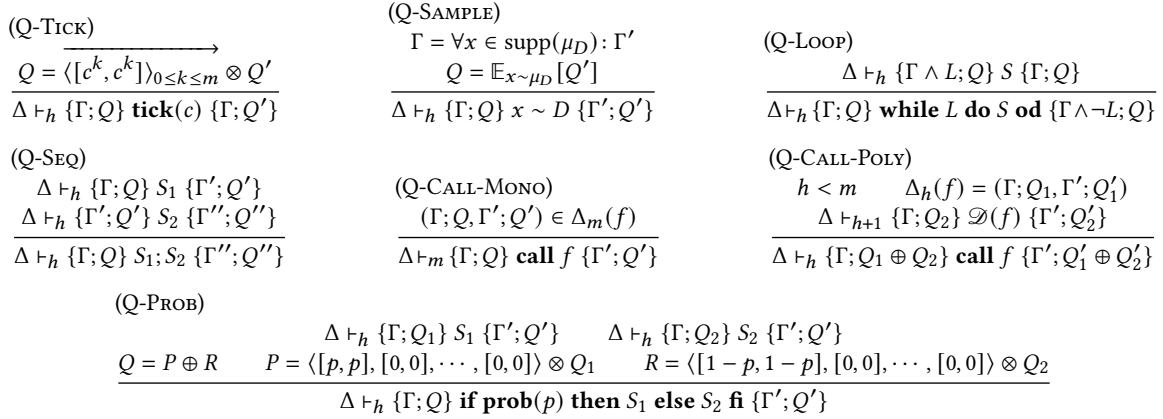 (Q-Tick)
Q = ⟨[c^k, c^k]⟩_{0≤k≤m} ⊗ Q′
Δ ⊢_h {Γ; Q} tick(c) {Γ; Q′}
(Q-Sample)
Γ = ∀x ∈ supp(μ_D): Γ′
Q = 𝔼_{x∼μ_D}[Q′]
Δ ⊢_h {Γ; Q} x ∼ D {Γ′; Q′}
(Q-Loop)
Δ ⊢_h {Γ ∧ L; Q} S {Γ; Q}
Δ ⊢_h {Γ; Q} while L do S od {Γ ∧ ¬L; Q}
(Q-Seq)
Δ ⊢_h {Γ; Q} S_1 {Γ′; Q′}
Δ ⊢_h {Γ′; Q′} S_2 {Γ′′; Q′′}
Δ ⊢_h {Γ; Q} S_1; S_2 {Γ′′; Q′′}
(Q-Call-Mono)
(Γ; Q, Γ′; Q′) ∈ Δ_m(f)
Δ ⊢_m {Γ; Q} call f {Γ′; Q′}
(Q-Call-Poly)
h < m Δ_h(f) = (Γ; Q_1, Γ′; Q′_1)
Δ ⊢_{h+1} {Γ; Q_2} 𝒟(f) {Γ′; Q′_2}
Δ ⊢_h {Γ; Q_1 ⊕ Q_2} call f {Γ′; Q′_1 ⊕ Q′_2}
(Q-Prob)
Δ ⊢_h {Γ; Q_1} S_1 {Γ′; Q′} Δ ⊢_h {Γ; Q_2} S_2 {Γ′; Q′}
Q = P ⊕ R P = ⟨[p, p], [0, 0], ⋯, [0, 0]⟩ ⊗ Q_1 R = ⟨[1 − p, 1 − p], [0, 0], ⋯, [0, 0]⟩ ⊗ Q_2
Δ ⊢_h {Γ; Q} if prob(p) then S_1 else S_2 fi {Γ′; Q′}